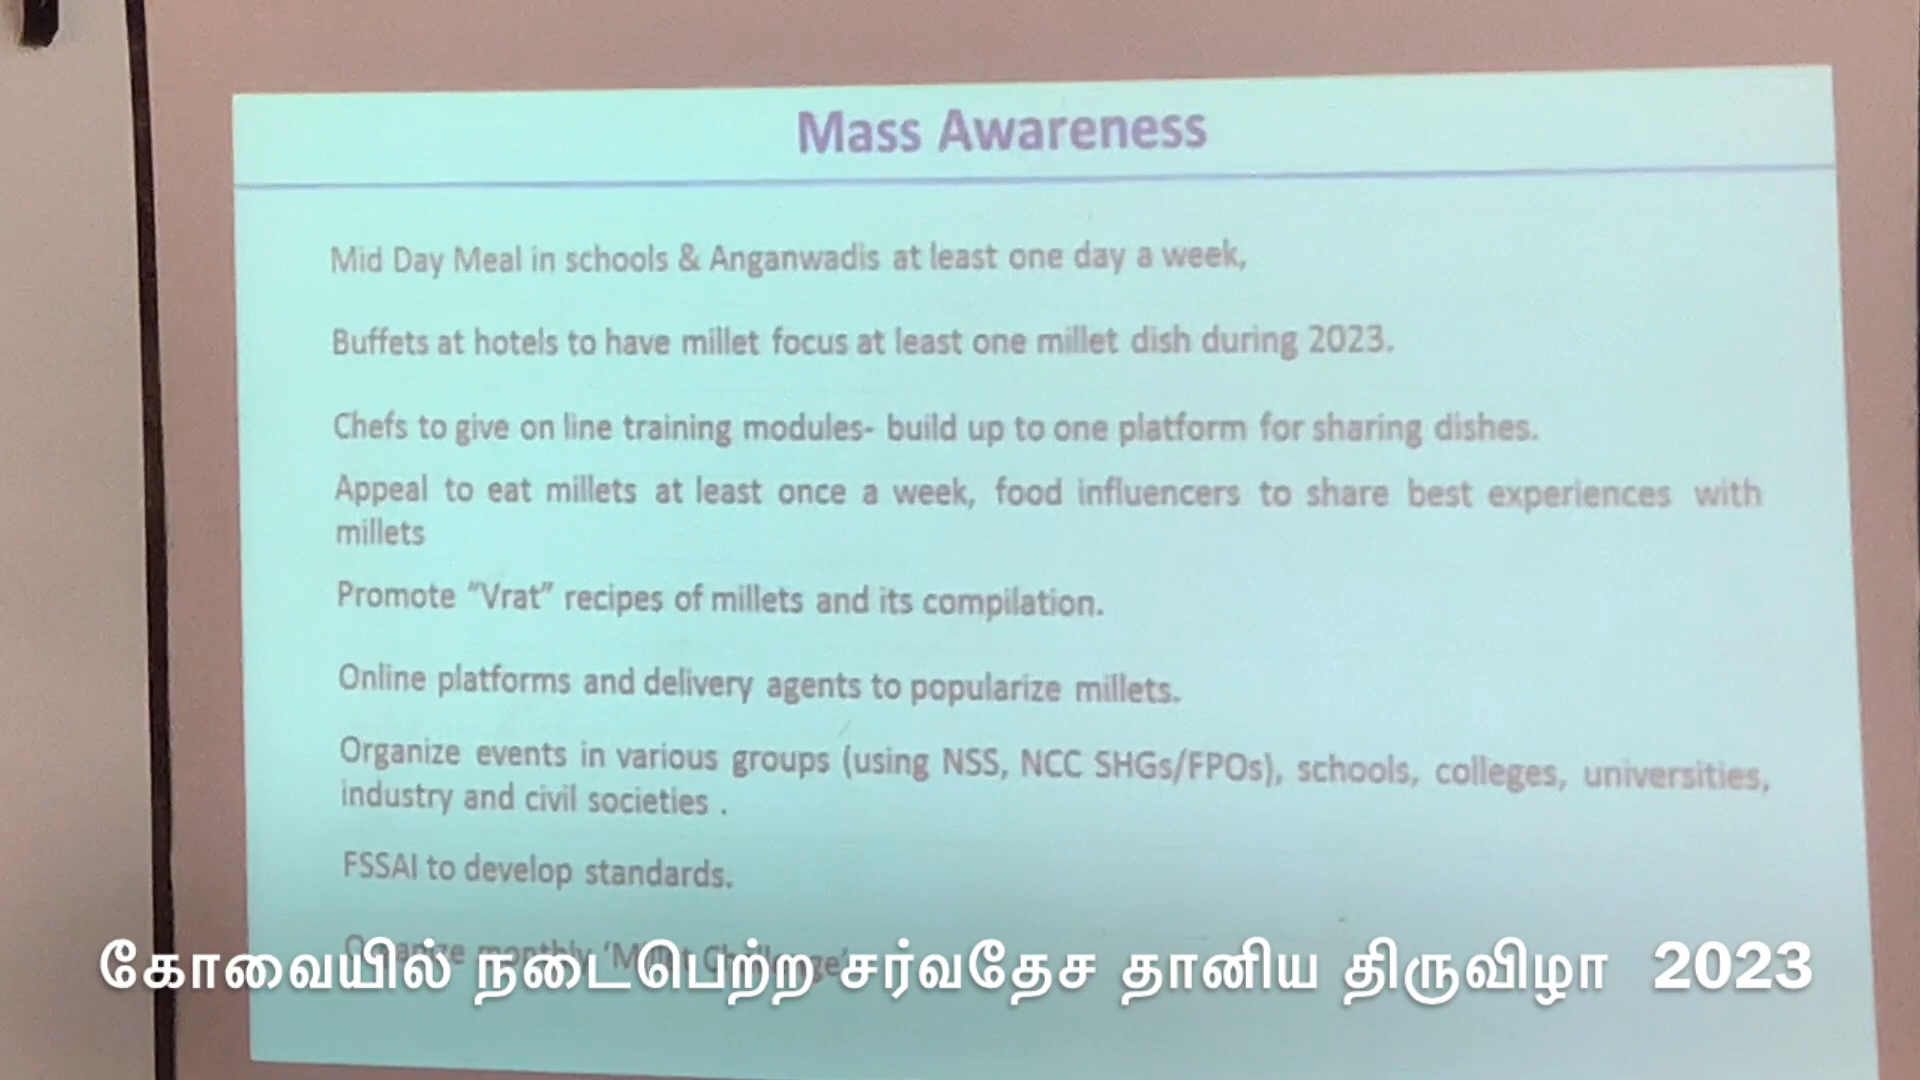 Mass Awareness
Mid Day Meal in schools & Anganwadis at least one day a week,
Buffets at hotels to have millet focus at least one millet dish during 2023.
Chefs to give on line training modules- build up to one platform for sharing dishes.
Appeal to eat millets at least once a week, food influencers to share best experiences with
millets
Promote “Vrat” recipes of millets and its compilation.
Online platforms and delivery agents to popularize millets.
Organize events in various groups (using NSS, NCC SHGs/FPOs), schools, colleges, universities,
industry and civil societies .
FSSAI to develop standards.
Organize monthly ‘Millet Challenge’
கோவையில் நடைபெற்ற சர்வதேச தானிய திருவிழா 2023